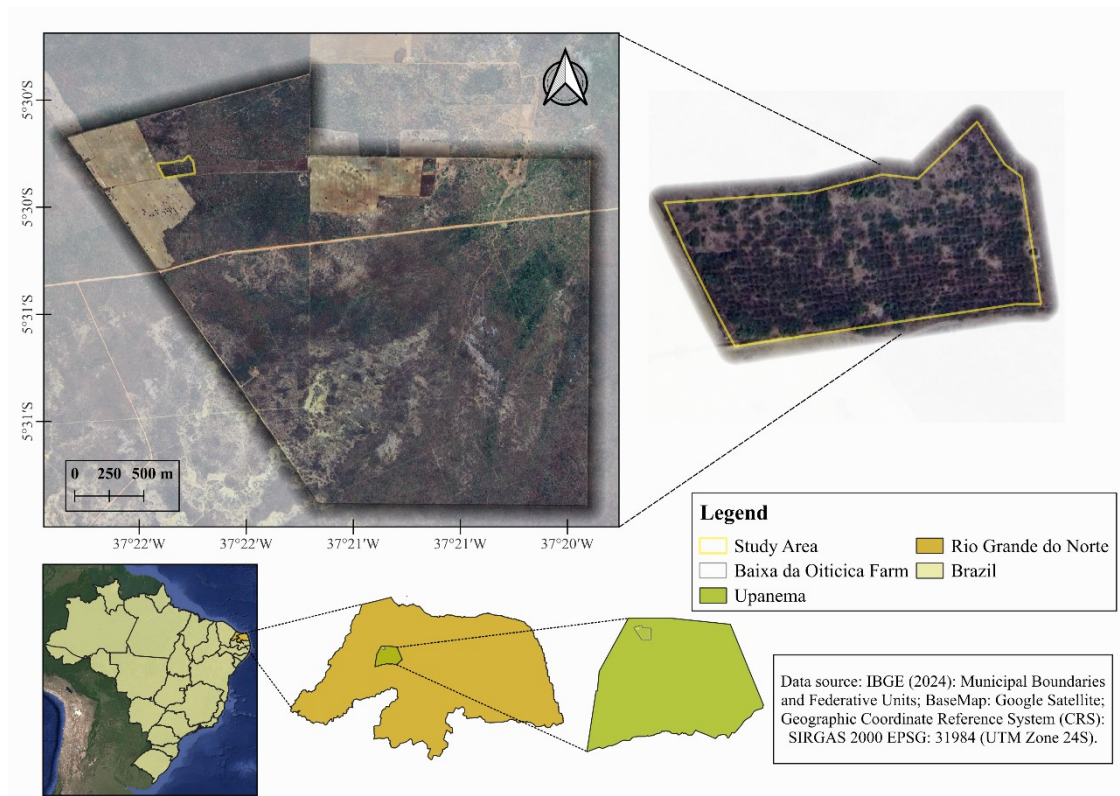 5°30'S
5°30'S
5°31'S
5°31'S
0 250 500 m
37°22'W 37°22'W 37°21'W 37°21'W 37°20'W
Legend
Study Area
Rio Grande do Norte
Baixa da Oiticica Farm
Brazil
Upanema
Data source: IBGE (2024): Municipal Boundaries
and Federative Units; BaseMap: Google Satellite;
Geographic Coordinate Reference System (CRS):
SIRGAS 2000 EPSG: 31984 (UTM Zone 24S).